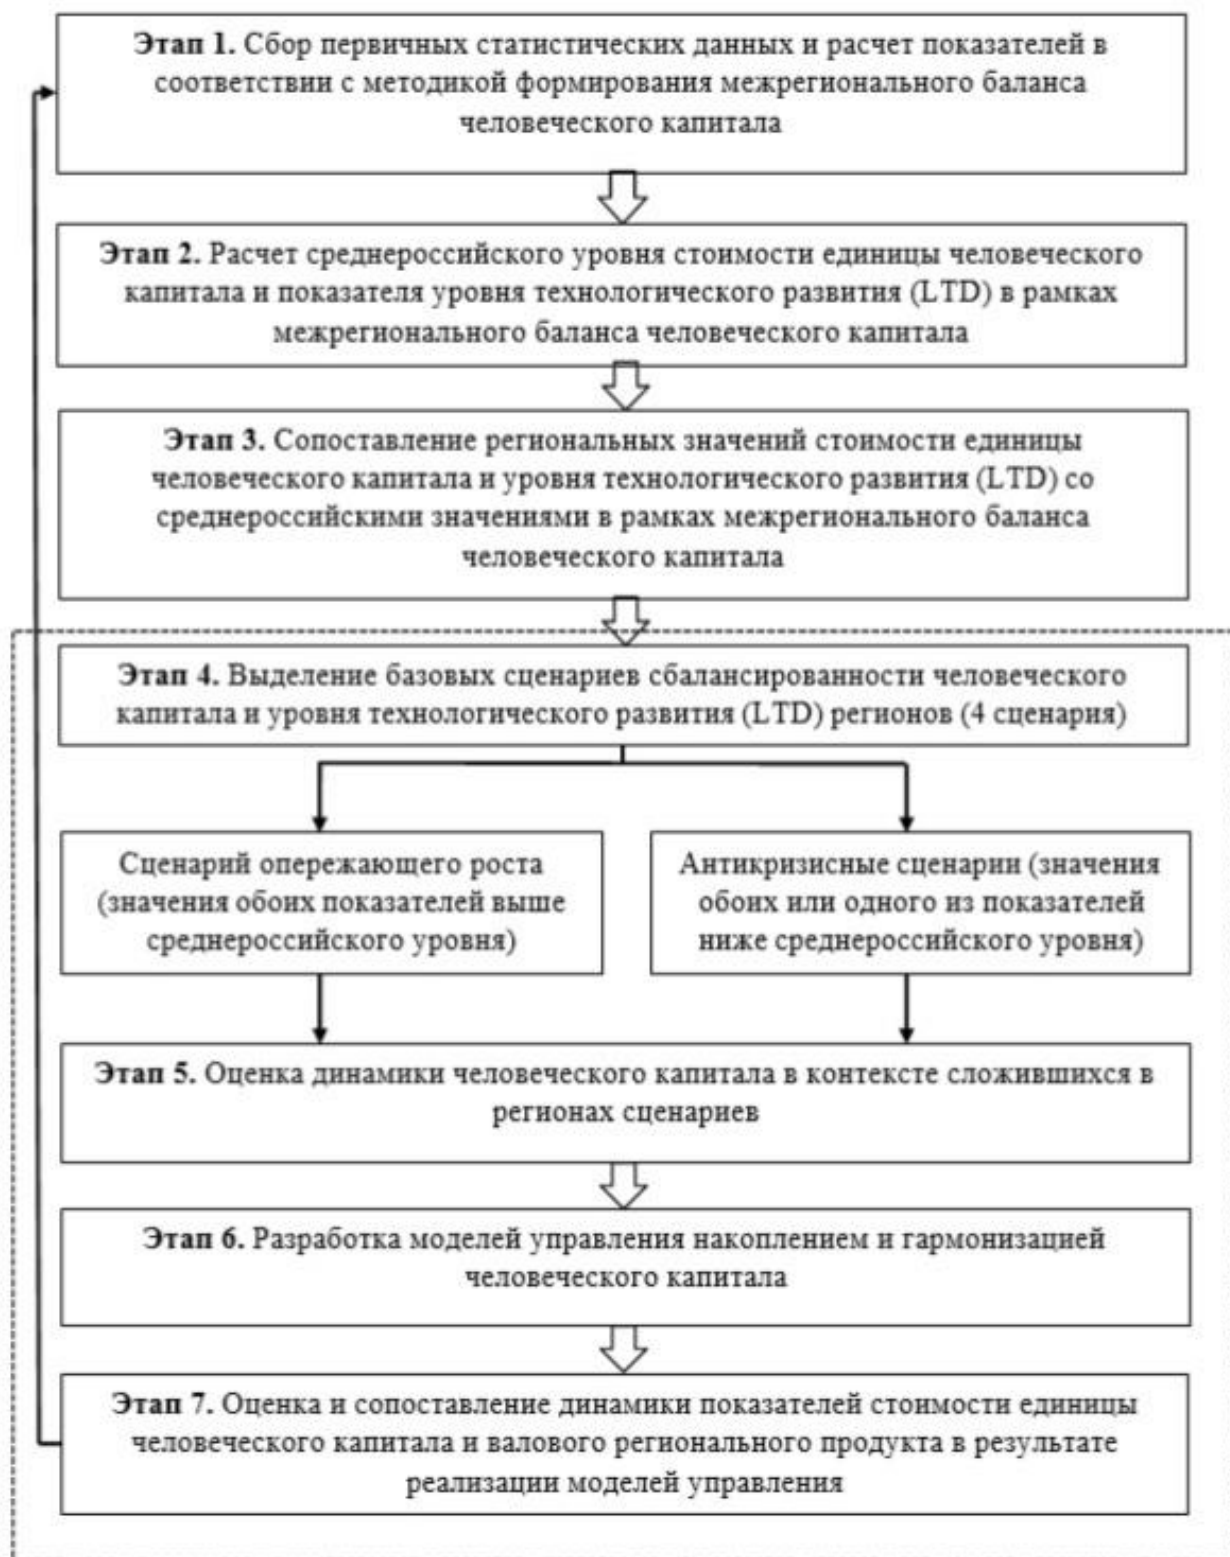 Этап 1. Сбор первичных статистических данных и расчет показателей в
соответствии с методикой формирования межрегионального баланса
человеческого капитала
Этап 2. Расчет среднероссийского уровня стоимости единицы человеческого
капитала и показателя уровня технологического развития (LTD) в рамках
межрегионального баланса человеческого капитала
Этап 3. Сопоставление региональных значений стоимости единицы
человеческого капитала и уровня технологического развития (LTD) со
среднероссийскими значениями в рамках межрегионального баланса
человеческого капитала
Этап 4. Выделение базовых сценариев сбалансированности человеческого
капитала и уровня технологического развития (LTD) регионов (4 сценария)
Сценарий опережающего роста
(значения обоих показателей выше
среднероссийского уровня)
Антикризисные сценарии (значения
обоих или одного из показателей
ниже среднероссийского уровня)
Этап 5. Оценка динамики человеческого капитала в контексте сложившихся в
регионах сценариев
Этап 6. Разработка моделей управления накоплением и гармонизацией
человеческого капитала
Этап 7. Оценка и сопоставление динамики показателей стоимости единицы
человеческого капитала и валового регионального продукта в результате
реализации моделей управления